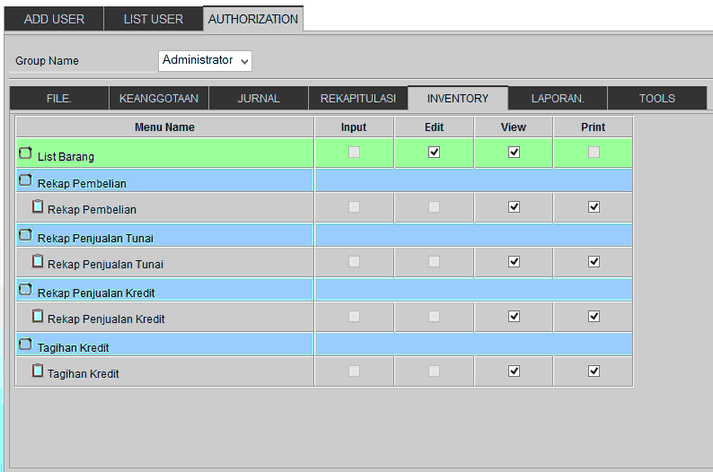 ADD USER LIST USER AUTHORIZATION
Group Name Administrator
FILE. KEANGGOTAAN JURNAL REKAPITULASI INVENTORY LAPORAN. TOOLS
Menu Name Input Edit View Print
List Barang
Rekap Pembelian
Rekap Pembelian
Rekap Penjualan Tunai
Rekap Penjualan Tunai
Rekap Penjualan Kredit
Rekap Penjualan Kredit
Tagihan Kredit
Tagihan Kredit